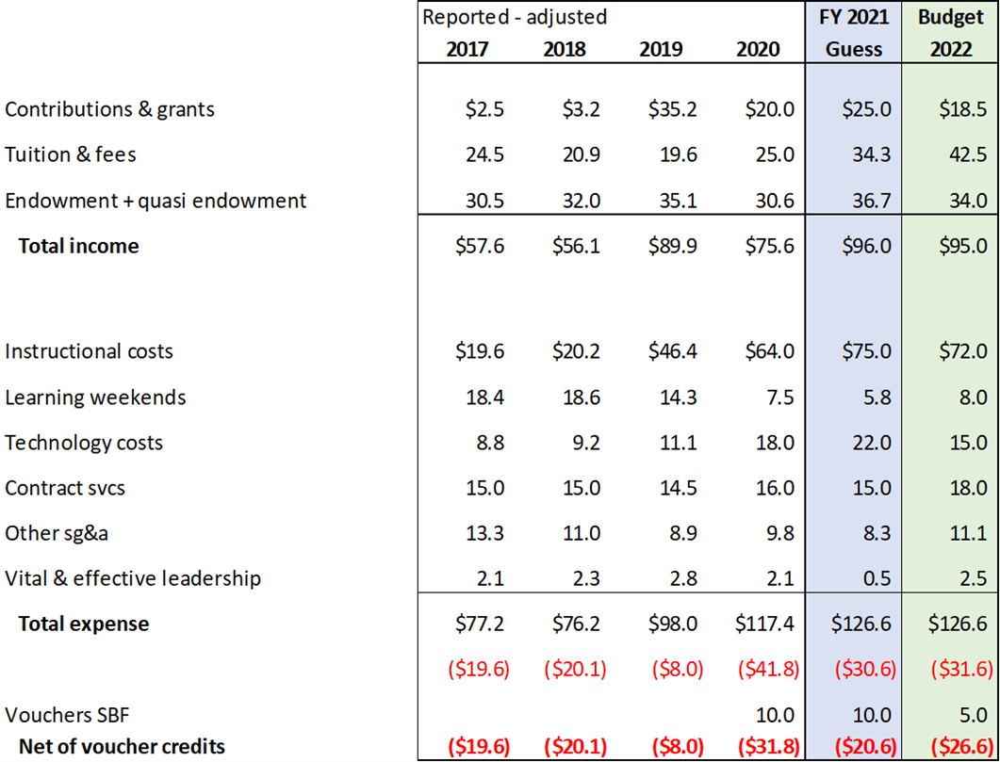 Reported - adjusted FY 2021 Budget
2017 2018 2019 2020 Guess 2022
Contributions & grants $2.5 $3.2 $35.2 $20.0 $25.0 $18.5
Tuition & fees 24.5 20.9 19.6 25.0 34.3 42.5
Endowment + quasi endowment 30.5 32.0 35.1 30.6 36.7 34.0
Total income $57.6 $56.1 $89.9 $75.6 $96.0 $95.0
Instructional costs $19.6 $20.2 $46.4 $64.0 $75.0 $72.0
Learning weekends 18.4 18.6 14.3 7.5 5.8 8.0
Technology costs 8.8 9.2 11.1 18.0 22.0 15.0
Contract svcs 15.0 15.0 14.5 16.0 15.0 18.0
Other sg&a 13.3 11.0 8.9 9.8 8.3 11.1
Vital & effective leadership 2.1 2.3 2.8 2.1 0.5 2.5
Total expense $77.2 $76.2 $98.0 $117.4 $126.6 $126.6
($19.6) ($20.1) ($8.0) ($41.8) ($30.6) ($31.6)
Vouchers SBF 10.0 10.0 5.0
Net of voucher credits ($19.6) ($20.1) ($8.0) ($31.8) ($20.6) ($26.6)